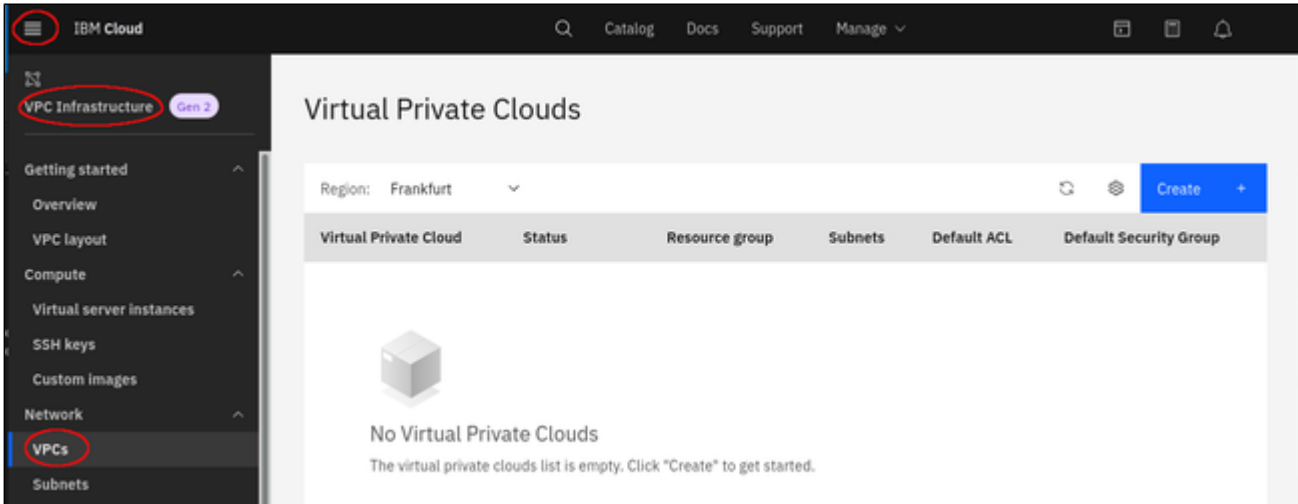 IBM Cloud
Catalog Docs Support Manage
VPC Infrastructure Gen 2
Getting started
Overview
VPC layout
Compute
Virtual server instances
SSH keys
Custom images
Network
VPCs
Subnets
Virtual Private Clouds
Region: Frankfurt
Create +
Virtual Private Cloud Status Resource group Subnets Default ACL Default Security Group
No Virtual Private Clouds
The virtual private clouds list is empty. Click "Create" to get started.